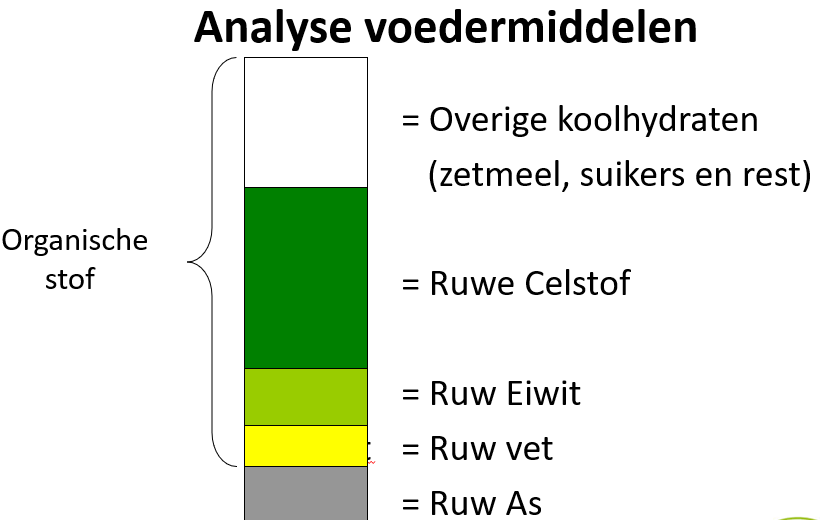 Analyse voedermiddelen
= Overige koolhydraten
(zetmeel, suikers en rest)
Organische
stof
= Ruwe Celstof
= Ruw Eiwit
= Ruw vet
= Ruw As